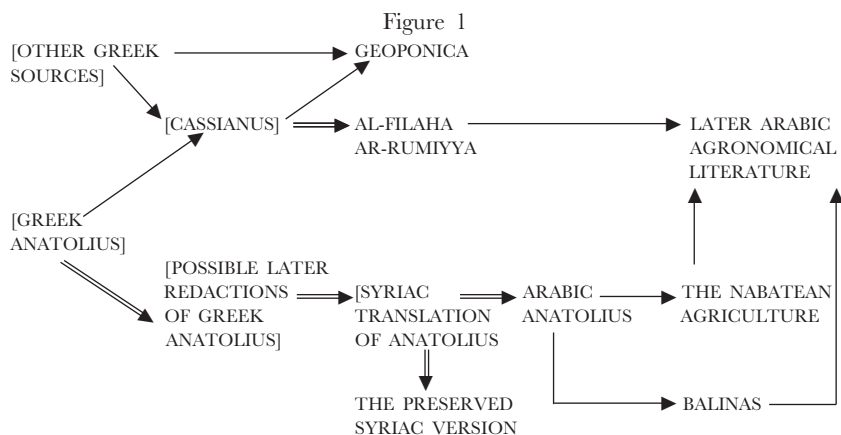 Figure 1
[OTHER GREEK
SOURCES]
GEOPONICA
[CASSIANUS]
AL-FILAHA
AR-RUMIYYA
LATER ARABIC
AGRONOMICAL
LITERATURE
[GREEK
ANATOLIUS]
[POSSIBLE LATER
REDACTIONS
OF GREEK
ANATOLIUS]
[SYRIAC
TRANSLATION
OF ANATOLIUS
ARABIC
ANATOLIUS
THE NABATEAN
AGRICULTURE
THE PRESERVED
SYRIAC VERSION
BALINAS